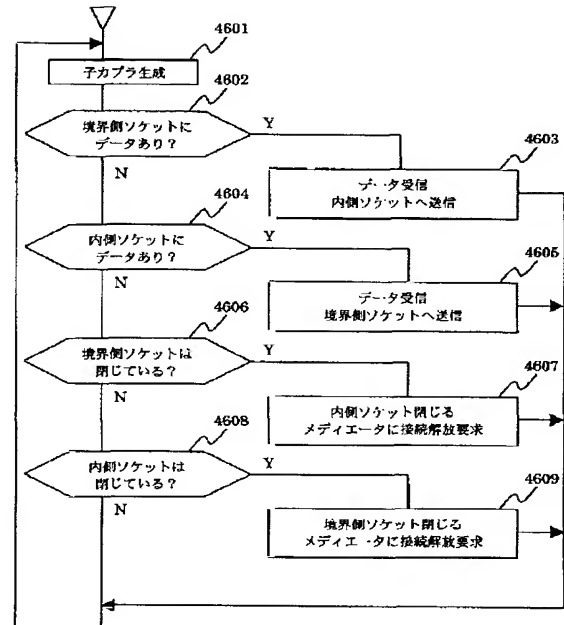 4601
子カプラ生成
4602
境界側ソケットに
データあり？
Y
N
4603
データ受信
内側ソケットへ送信
4604
内側ソケットに
データあり？
Y
N
4605
データ受信
境界側ソケットへ送信
4606
境界側ソケットは
閉じている？
Y
N
4607
内側ソケット閉じる
メディエータに接続解放要求
4608
内側ソケットは
閉じている？
Y
N
4609
境界側ソケット閉じる
メディエータに接続解放要求